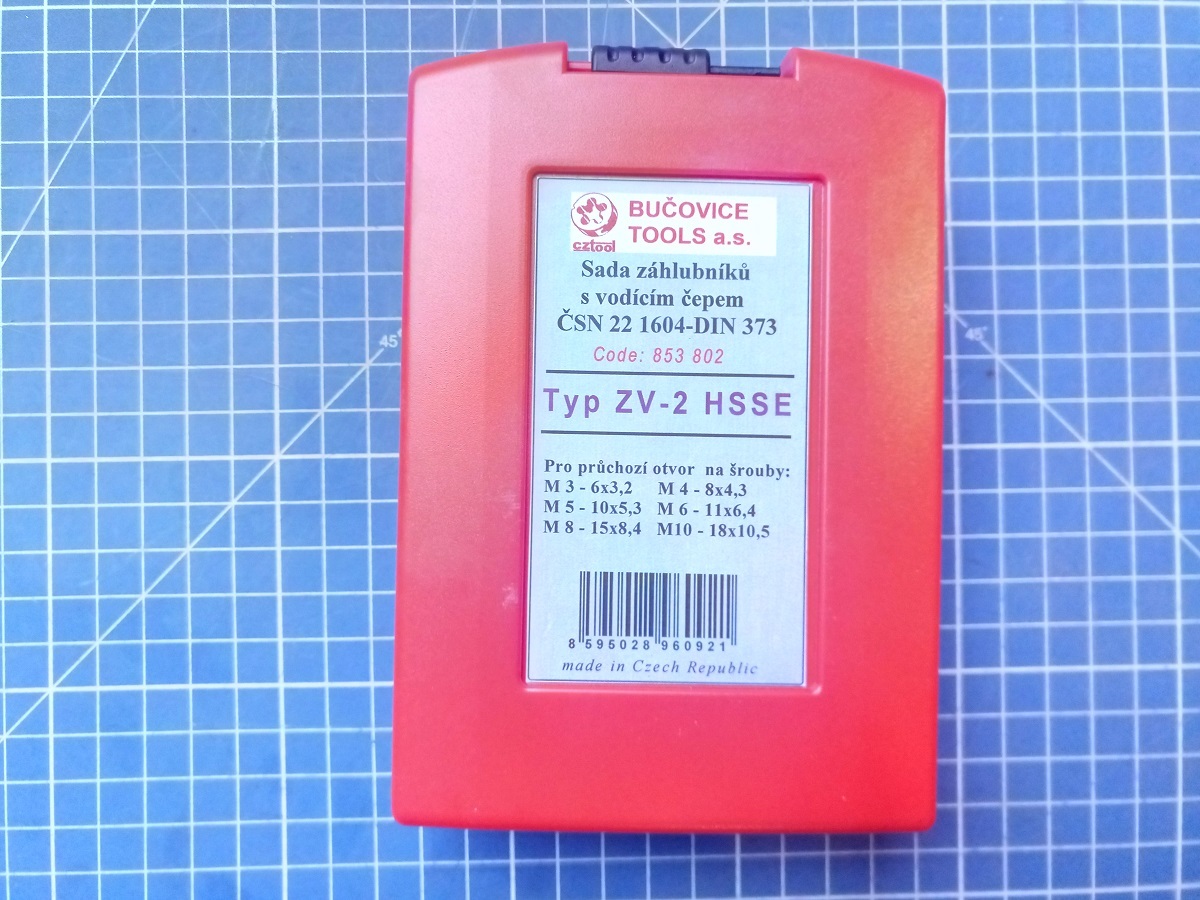 BUČOVICE
TOOLS a.s.
cztool
Sada záhlubníků
s vodícím čepem
ČSN 22 1604-DIN 373
Code: 853 802
Typ ZV-2 HSSE
Pro průchozí otvor na šrouby:
M 3 - 6x3,2 M 4 - 8x4,3
M 5 - 10x5,3 M 6 - 11x6,4
M 8 - 15x8,4 M10 - 18x10,5
8 595028 960921
made in Czech Republic
45°
45°